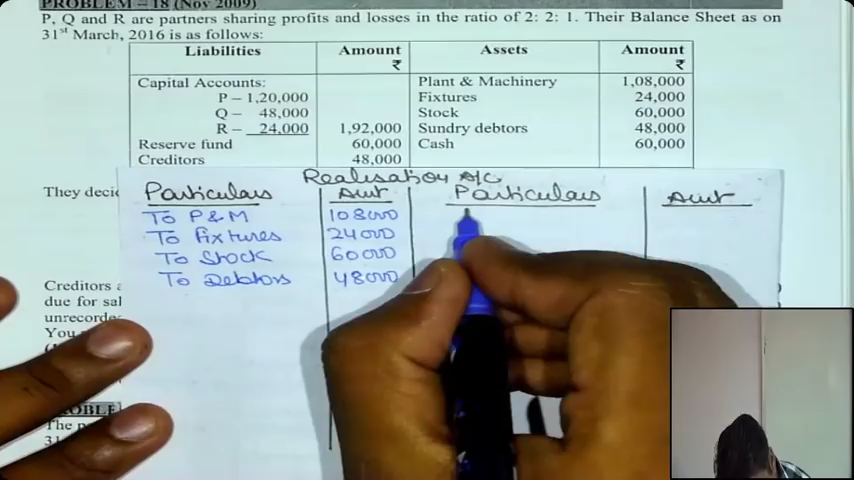 PROBLEM – 18 (Nov 2009)
P, Q and R are partners sharing profits and losses in the ratio of 2: 2: 1. Their Balance Sheet as on
31st March, 2016 is as follows:
Liabilities Amount ₹ Assets Amount ₹
Capital Accounts: Plant & Machinery 1,08,000
P – 1,20,000 Fixtures 24,000
Q – 48,000 Stock 60,000
R – 24,000 1,92,000 Sundry debtors 48,000
Reserve fund 60,000 Cash 60,000
Creditors 48,000
Realisation A/c
They decid
Particulars Amt Particulars Amt
To P&M 108000
To Fixtures 24000
To Stock 60000
To Debtors 48000
Creditors a
due for sal
unrecorde
You
OBLE
The p
31